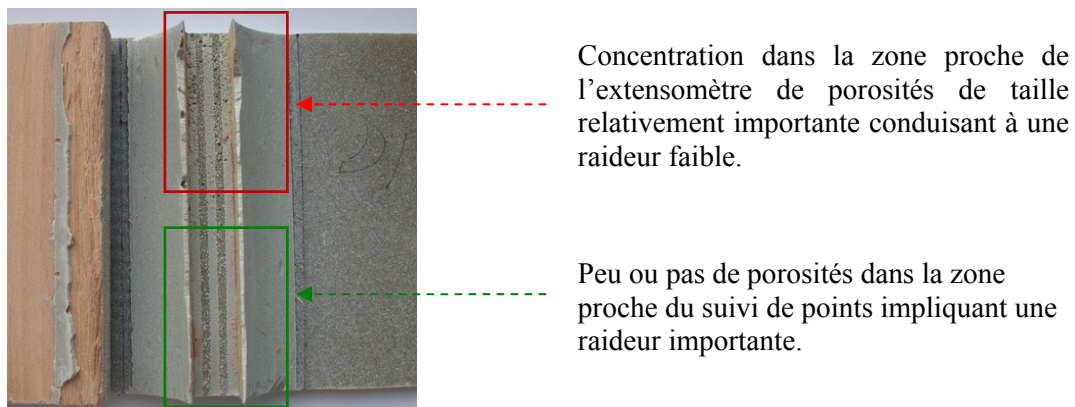 Concentration dans la zone proche de
l’extensomètre de porosités de taille
relativement importante conduisant à une
raideur faible.
Peu ou pas de porosités dans la zone
proche du suivi de points impliquant une
raideur importante.